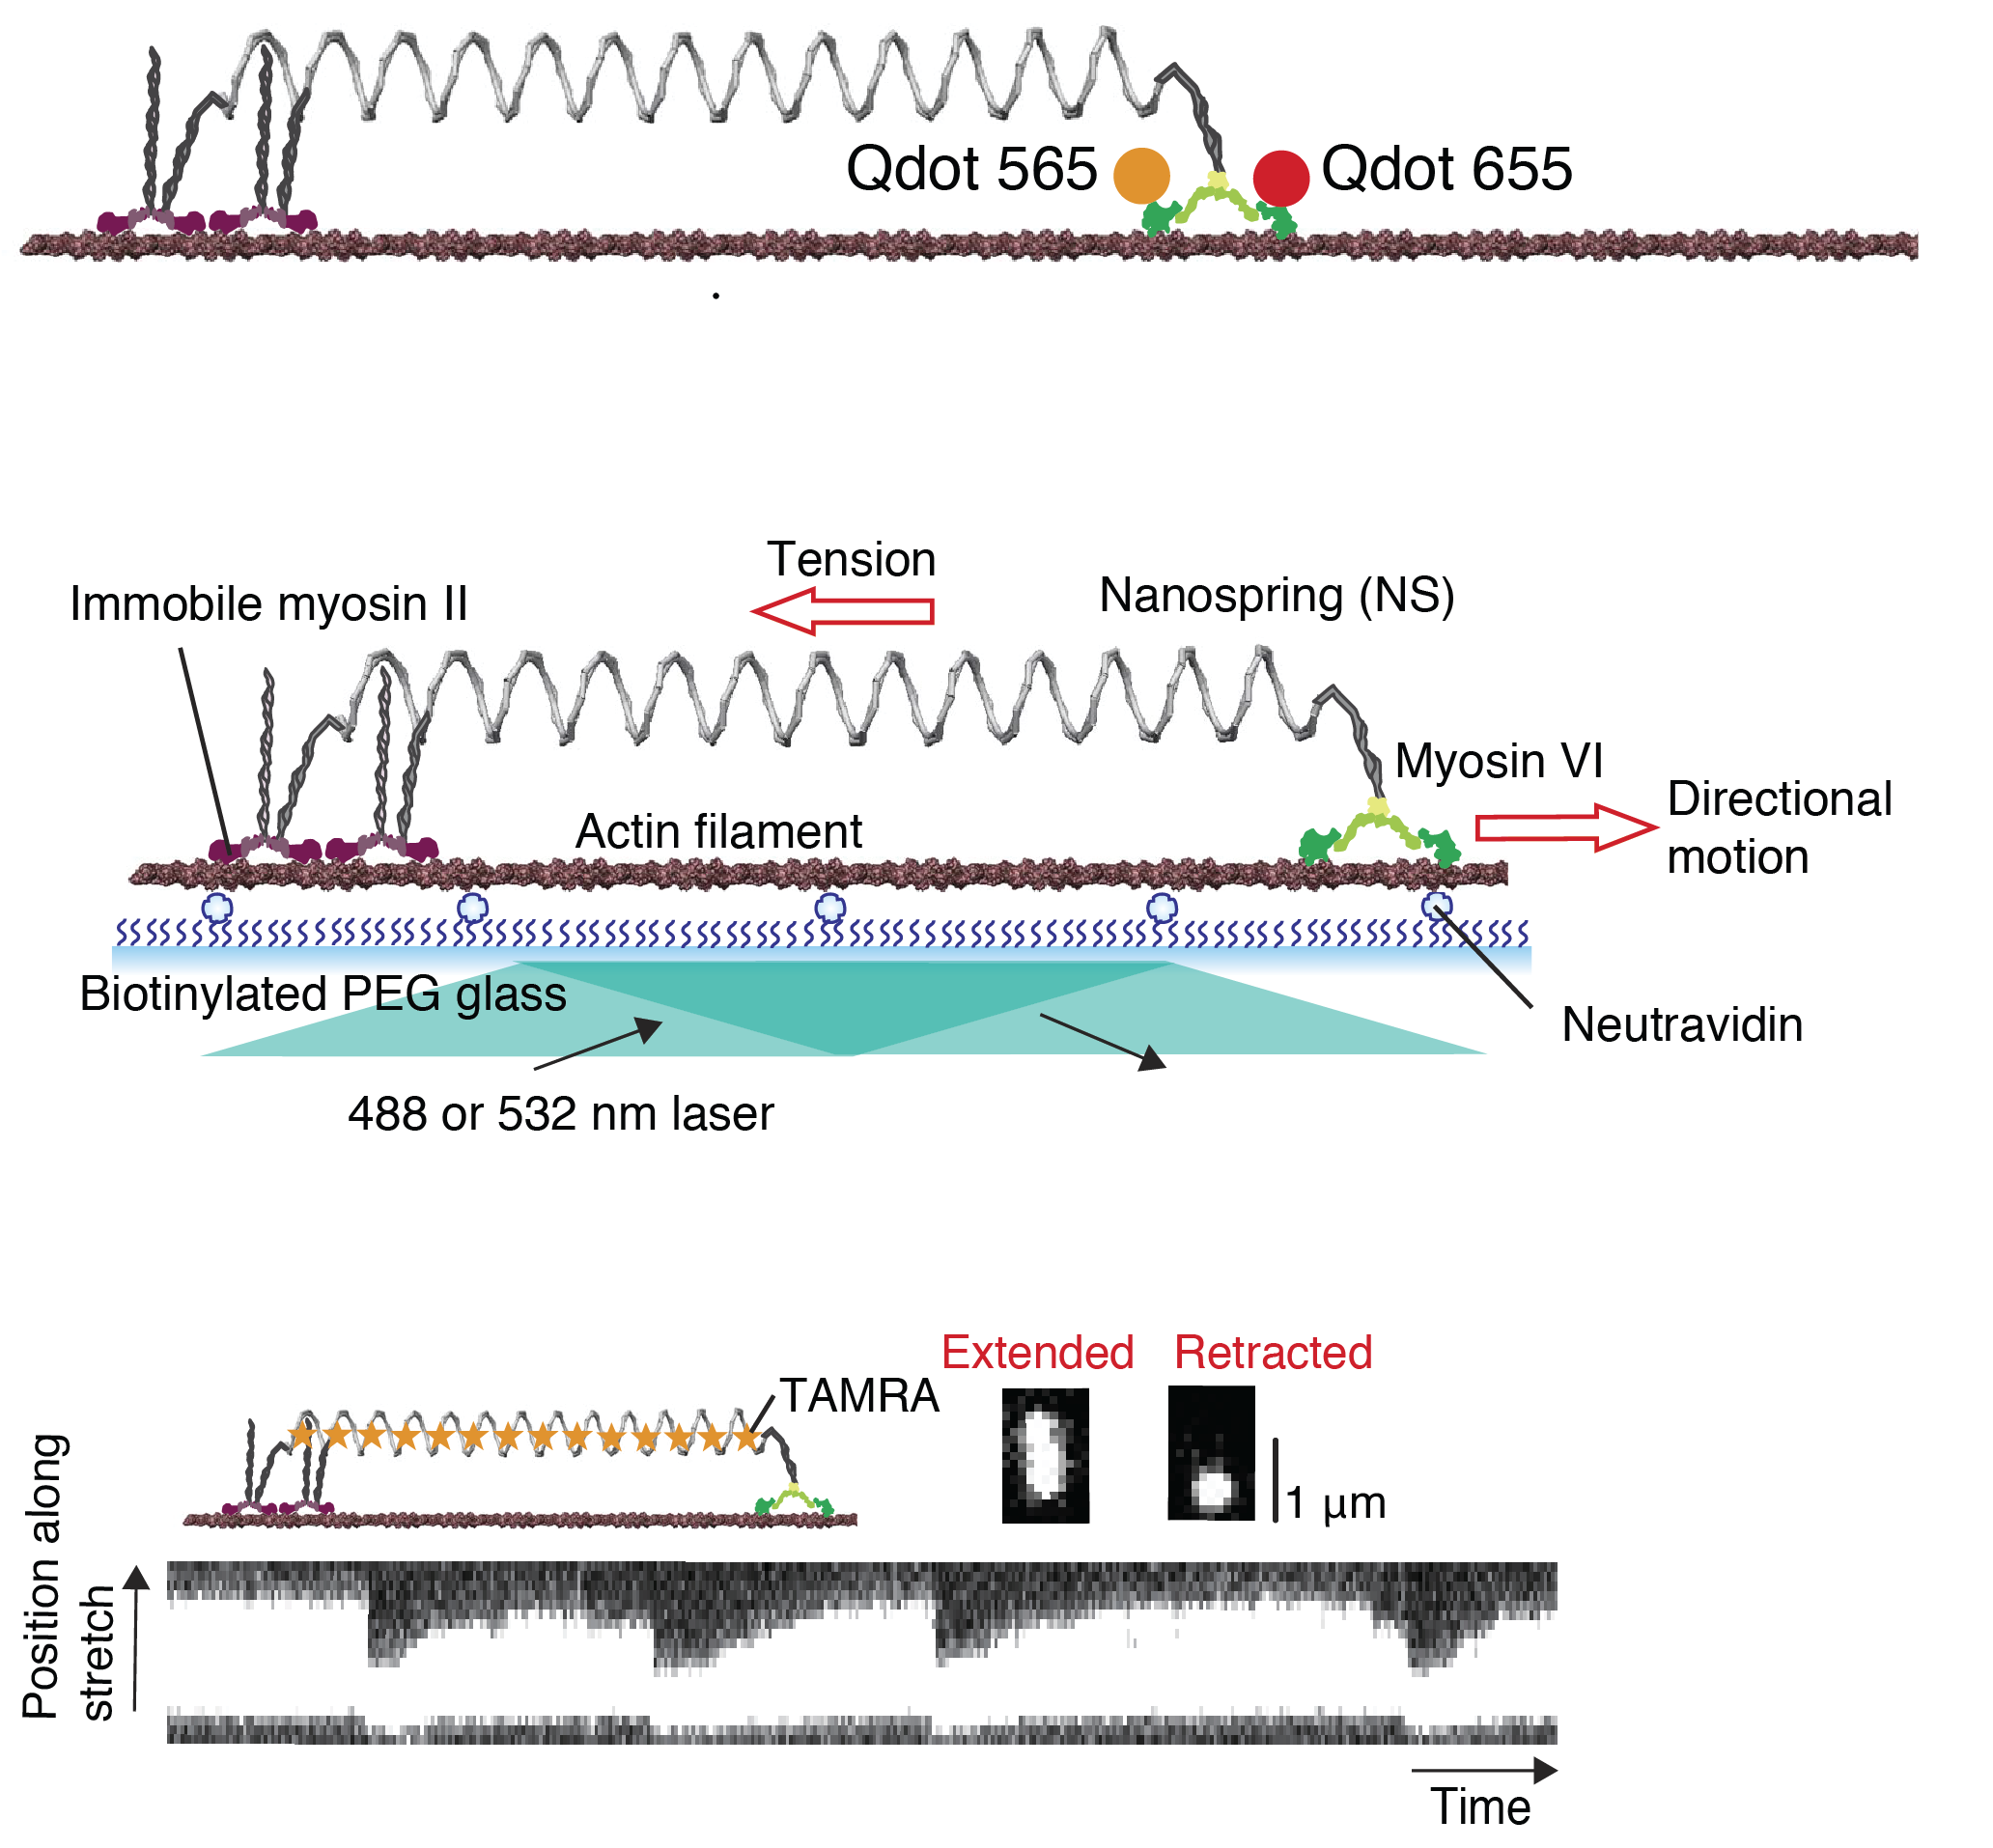 Qdot 565
Qdot 655
Tension
Immobile myosin II
Nanospring (NS)
Myosin VI
Directional
motion
Actin filament
Biotinylated PEG glass
Neutravidin
488 or 532 nm laser
Extended
Retracted
TAMRA
1 μm
Position along
stretch
Time